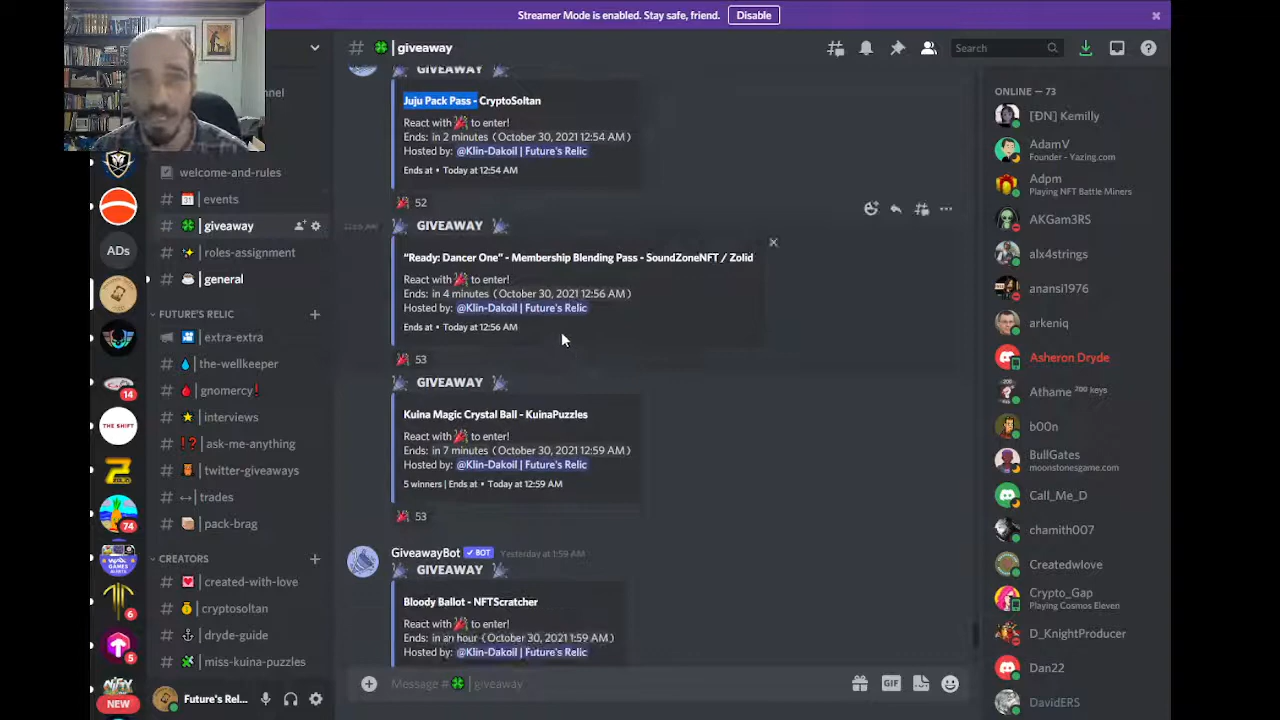 Streamer Mode is enabled. Stay safe, friend. Disable
# | giveaway
Search
welcome-and-rules
# | events
# | giveaway
# | roles-assignment
# | general
FUTURE'S RELIC
| extra-extra
# | the-wellkeeper
# | gnomercy❗
# | interviews
# ⁉ | ask-me-anything
# | twitter-giveaways
# | trades
# | pack-brag
CREATORS
# | created-with-love
# | cryptosoltan
# | dryde-guide
# | miss-kuina-puzzles
Future's Rel...
ADs
14
THE SHIFT
74
6
5
NEW
GIVEAWAY
Juju Pack Pass - CryptoSoltan
React with 🎉 to enter!
Ends: in 2 minutes (October 30, 2021 12:54 AM)
Hosted by: @Klin-Dakoil | Future's Relic
Ends at • Today at 12:54 AM
52
GIVEAWAY
“Ready: Dancer One” - Membership Blending Pass - SoundZoneNFT / Zolid
React with 🎉 to enter!
Ends: in 4 minutes (October 30, 2021 12:56 AM)
Hosted by: @Klin-Dakoil | Future's Relic
Ends at • Today at 12:56 AM
53
GIVEAWAY
Kuina Magic Crystal Ball - KuinaPuzzles
React with 🎉 to enter!
Ends: in 7 minutes (October 30, 2021 12:59 AM)
Hosted by: @Klin-Dakoil | Future's Relic
5 winners | Ends at • Today at 12:59 AM
53
GiveawayBot ✓ BOT Yesterday at 1:59 AM
GIVEAWAY
Bloody Ballot - NFTScratcher
React with 🎉 to enter!
Ends: in an hour (October 30, 2021 1:59 AM)
Hosted by: @Klin-Dakoil | Future's Relic
Message # | giveaway
GIF
ONLINE — 73
[ĐN] Kemilly
AdamV
Founder - Yazing.com
Adpm
Playing NFT Battle Miners
AKGam3RS
alx4strings
anansi1976
arkeniq
Asheron Dryde
Athame 200 keys
b00n
BullGates
moonstonesgame.com
Call_Me_D
chamith007
Createdwlove
Crypto_Gap
Playing Cosmos Eleven
D_KnightProducer
Dan22
DavidERS